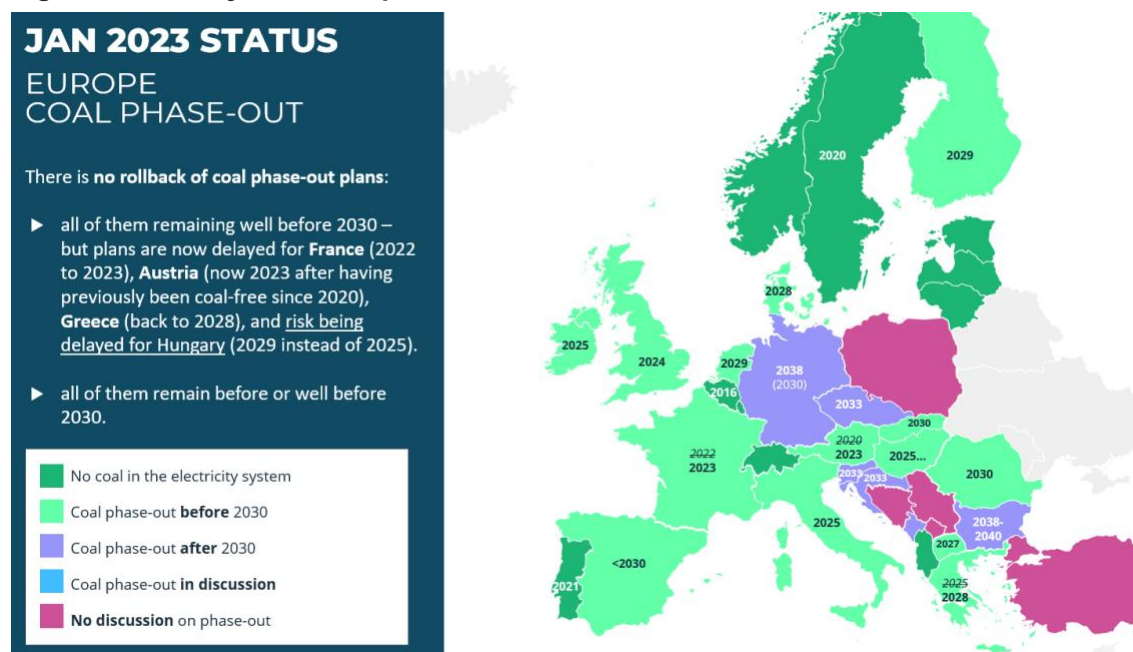 JAN 2023 STATUS
EUROPE
COAL PHASE-OUT
There is no rollback of coal phase-out plans:
► all of them remaining well before 2030 –
but plans are now delayed for France (2022
to 2023), Austria (now 2023 after having
previously been coal-free since 2020),
Greece (back to 2028), and risk being
delayed for Hungary (2029 instead of 2025).
► all of them remain before or well before
2030.
No coal in the electricity system
Coal phase-out before 2030
Coal phase-out after 2030
Coal phase-out in discussion
No discussion on phase-out
2020
2029
2028
2025
2024
2029
2016
2038
(2030)
2033
2030
2022
2023
2020
2023
2025...
2030
2033
2033
2025
2038-
2040
2027
2025
2028
<2030
2021